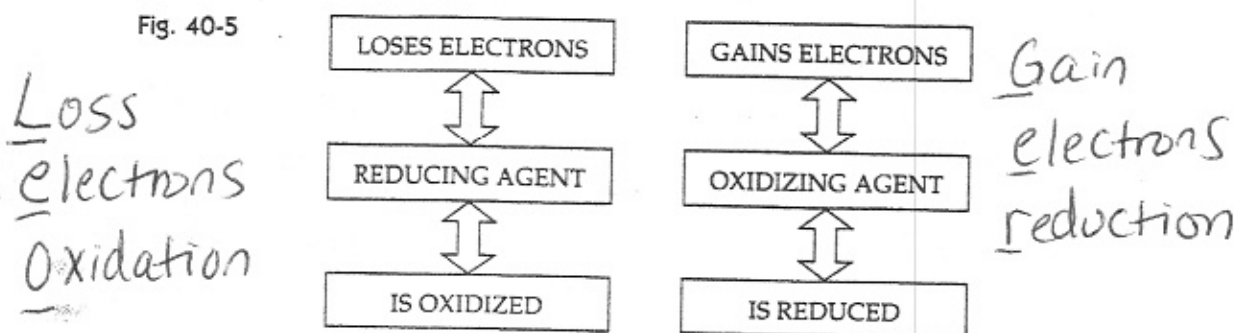 Fig. 40-5
LOSES ELECTRONS
GAINS ELECTRONS
Loss
electrons
Oxidation
REDUCING AGENT
OXIDIZING AGENT
Gain
electrons
reduction
IS OXIDIZED
IS REDUCED